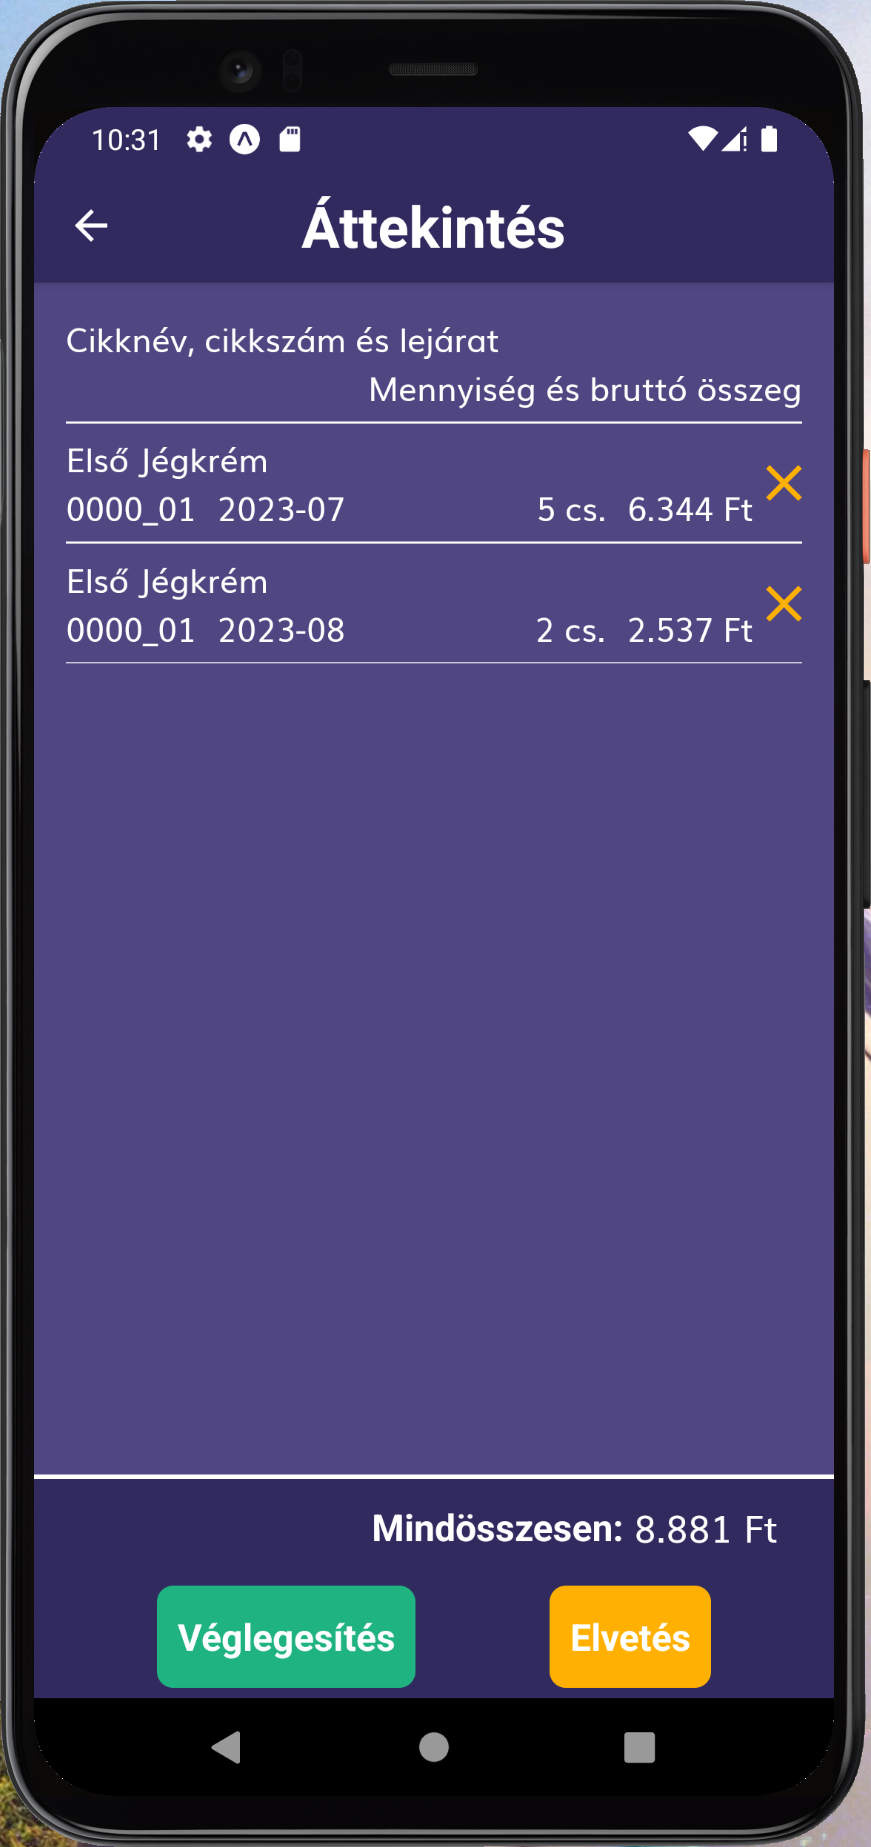 10:31
Áttekintés
Cikknév, cikkszám és lejárat
Mennyiség és bruttó összeg
Első Jégkrém
0000_01 2023-07 5 cs. 6.344 Ft
Első Jégkrém
0000_01 2023-08 2 cs. 2.537 Ft
Mindösszesen: 8.881 Ft
Véglegesítés Elvetés